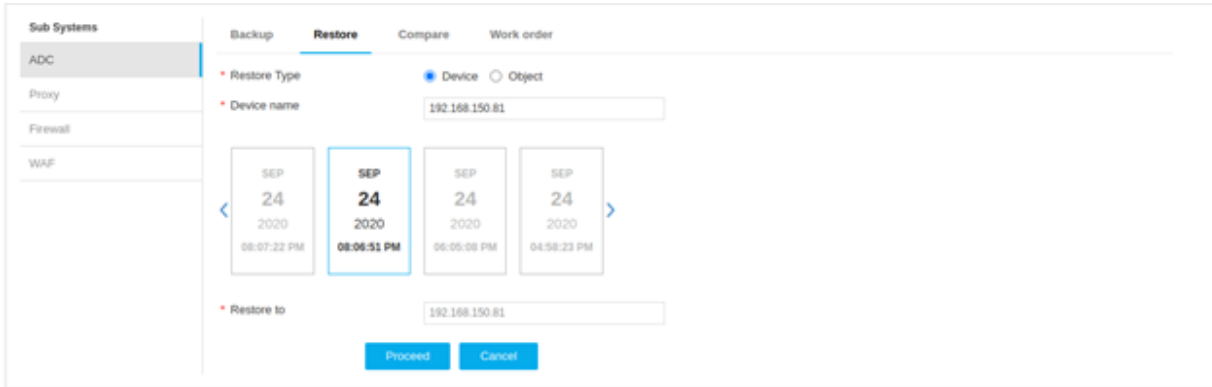 Sub Systems
ADC
Proxy
Firewall
WAF
Backup Restore Compare Work order
* Restore Type Device Object
* Device name 192.168.150.81
SEP SEP SEP SEP
24 24 24 24
2020 2020 2020 2020
08:07:22 PM 08:06:51 PM 06:05:08 PM 04:58:23 PM
* Restore to 192.168.150.81
Proceed Cancel